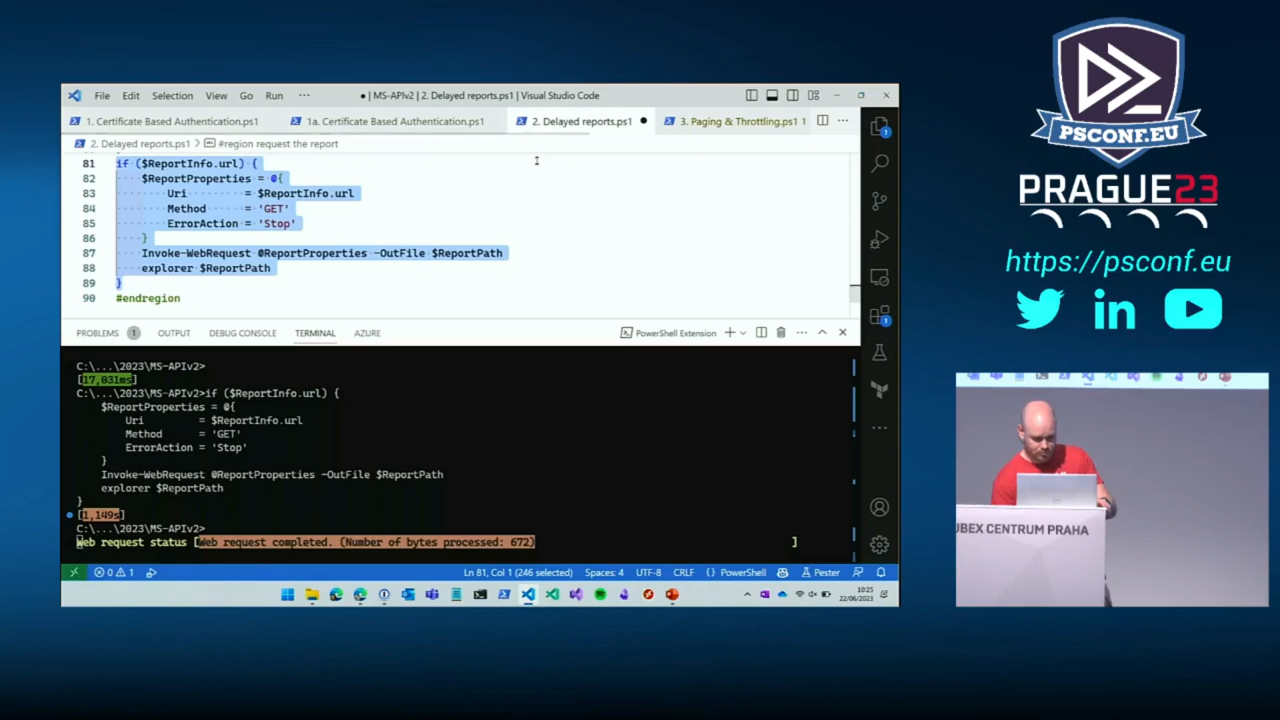 File Edit Selection View Go Run ··· ● | MS-APIv2 | 2. Delayed reports.ps1 | Visual Studio Code
1. Certificate Based Authentication.ps1 1a. Certificate Based Authentication.ps1 2. Delayed reports.ps1 ● 3. Paging & Throttling.ps1 1
2. Delayed reports.ps1 > #region request the report
81 if ($ReportInfo.url) {
82 $ReportProperties = @{
83 Uri = $ReportInfo.url
84 Method = 'GET'
85 ErrorAction = 'Stop'
86 }
87 Invoke-WebRequest @ReportProperties -OutFile $ReportPath
88 explorer $ReportPath
89 }
90 #endregion
PROBLEMS 1 OUTPUT DEBUG CONSOLE TERMINAL AZURE PowerShell Extension
C:\...\2023\MS-APIv2>
[17,031ms]
C:\...\2023\MS-APIv2>if ($ReportInfo.url) {
$ReportProperties = @{
Uri = $ReportInfo.url
Method = 'GET'
ErrorAction = 'Stop'
}
Invoke-WebRequest @ReportProperties -OutFile $ReportPath
explorer $ReportPath
}
[1,149s]
C:\...\2023\MS-APIv2>
Web request status [Web request completed. (Number of bytes processed: 672) ]
0 1 Ln 81, Col 1 (246 selected) Spaces: 4 UTF-8 CRLF {} PowerShell Pester
10:25
22/06/2023
PSCONF.EU
PRAGUE23
https://psconf.eu
UBEX CENTRUM PRAHA